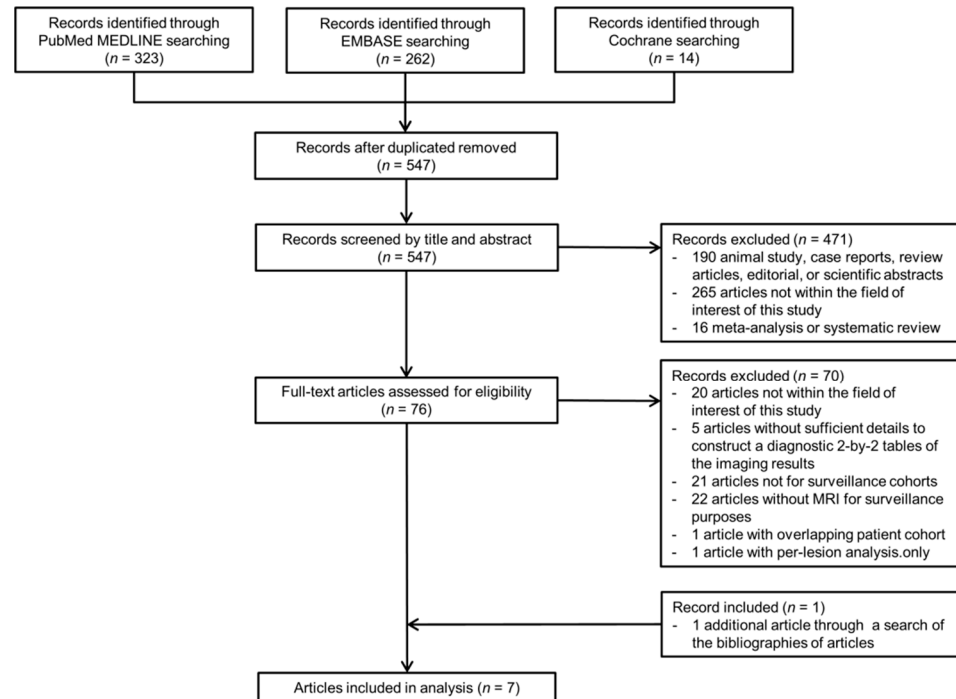 Records identified through
PubMed MEDLINE searching
(n = 323)
Records identified through
EMBASE searching
(n = 262)
Records identified through
Cochrane searching
(n = 14)
Records after duplicated removed
(n = 547)
Records screened by title and abstract
(n = 547)
Records excluded (n = 471)
- 190 animal study, case reports, review
articles, editorial, or scientific abstracts
- 265 articles not within the field of
interest of this study
- 16 meta-analysis or systematic review
Full-text articles assessed for eligibility
(n = 76)
Records excluded (n = 70)
- 20 articles not within the field of
interest of this study
- 5 articles without sufficient details to
construct a diagnostic 2-by-2 tables of
the imaging results
- 21 articles not for surveillance cohorts
- 22 articles without MRI for surveillance
purposes
- 1 article with overlapping patient cohort
- 1 article with per-lesion analysis.only
Record included (n = 1)
- 1 additional article through a search of
the bibliographies of articles
Articles included in analysis (n = 7)